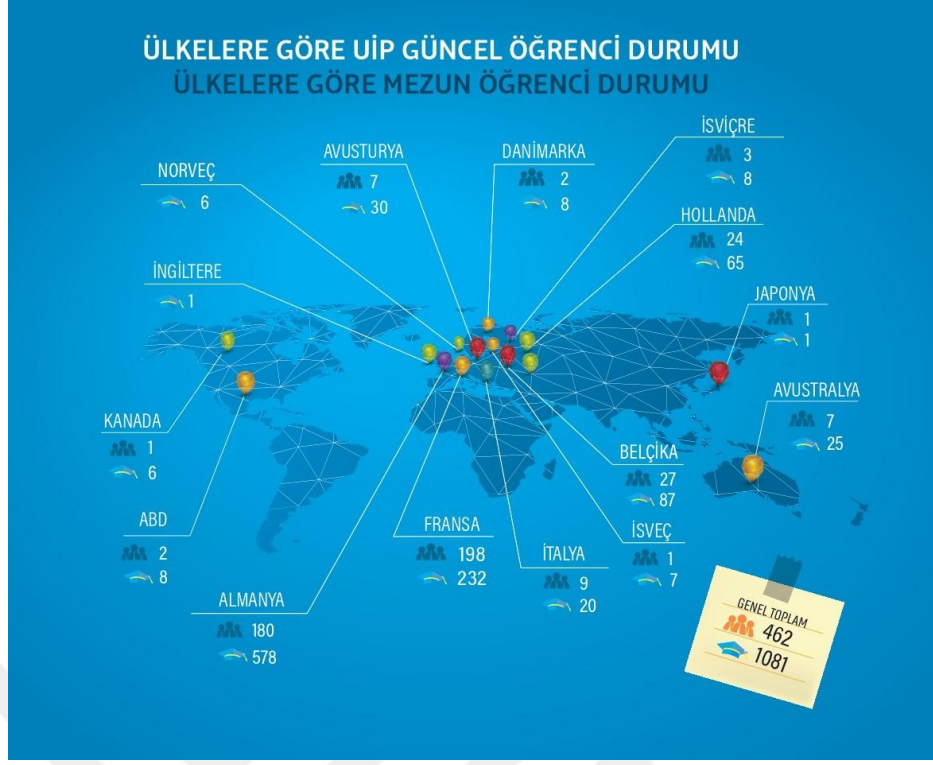 ÜLKELERE GÖRE UİP GÜNCEL ÖĞRENCİ DURUMU
ÜLKELERE GÖRE MEZUN ÖĞRENCİ DURUMU
NORVEÇ
6
AVUSTURYA
7
30
DANİMARKA
2
8
İSVİÇRE
3
8
HOLLANDA
24
65
İNGİLTERE
1
JAPONYA
1
1
AVUSTRALYA
7
25
KANADA
1
6
BELÇİKA
27
87
ABD
2
8
FRANSA
198
232
İTALYA
9
20
İSVEÇ
1
7
ALMANYA
180
578
GENEL TOPLAM
462
1081